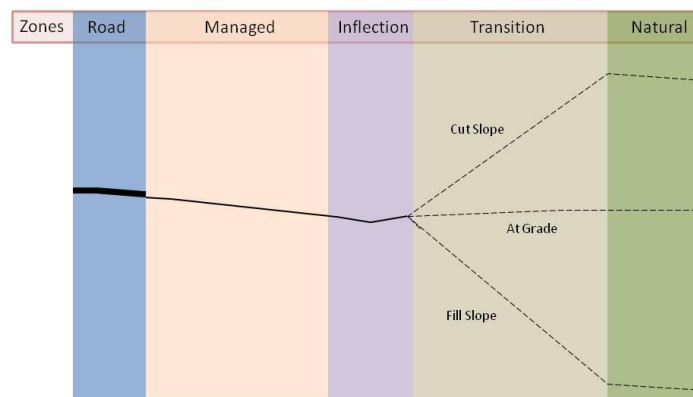 Zones Road Managed Inflection Transition Natural
Cut Slope
At Grade
Fill Slope